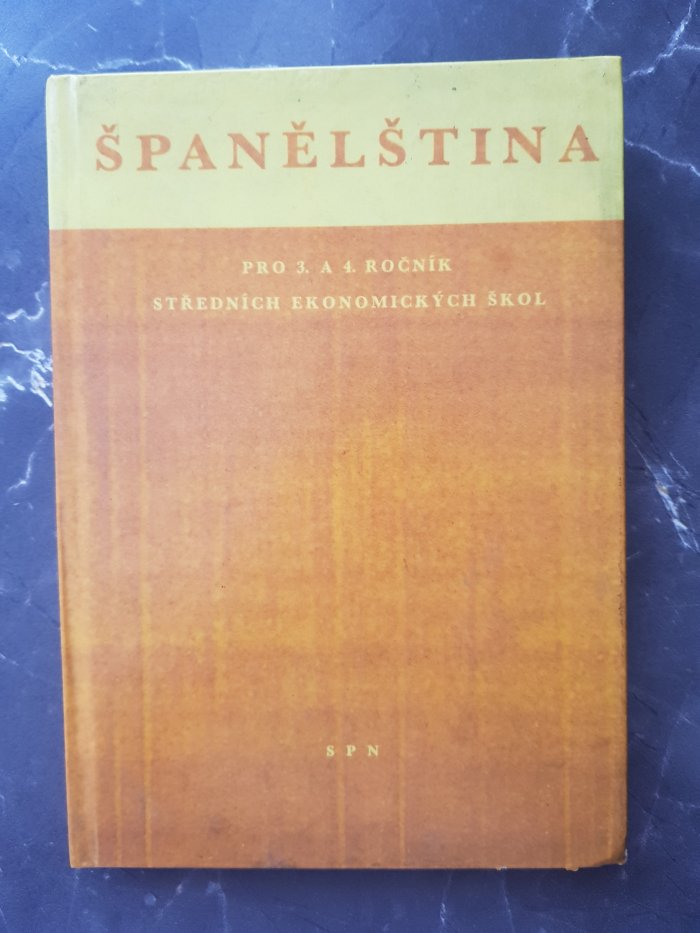 ŠPANĚLŠTINA
PRO 3. A 4. ROČNÍK
STŘEDNÍCH EKONOMICKÝCH ŠKOL
SPN